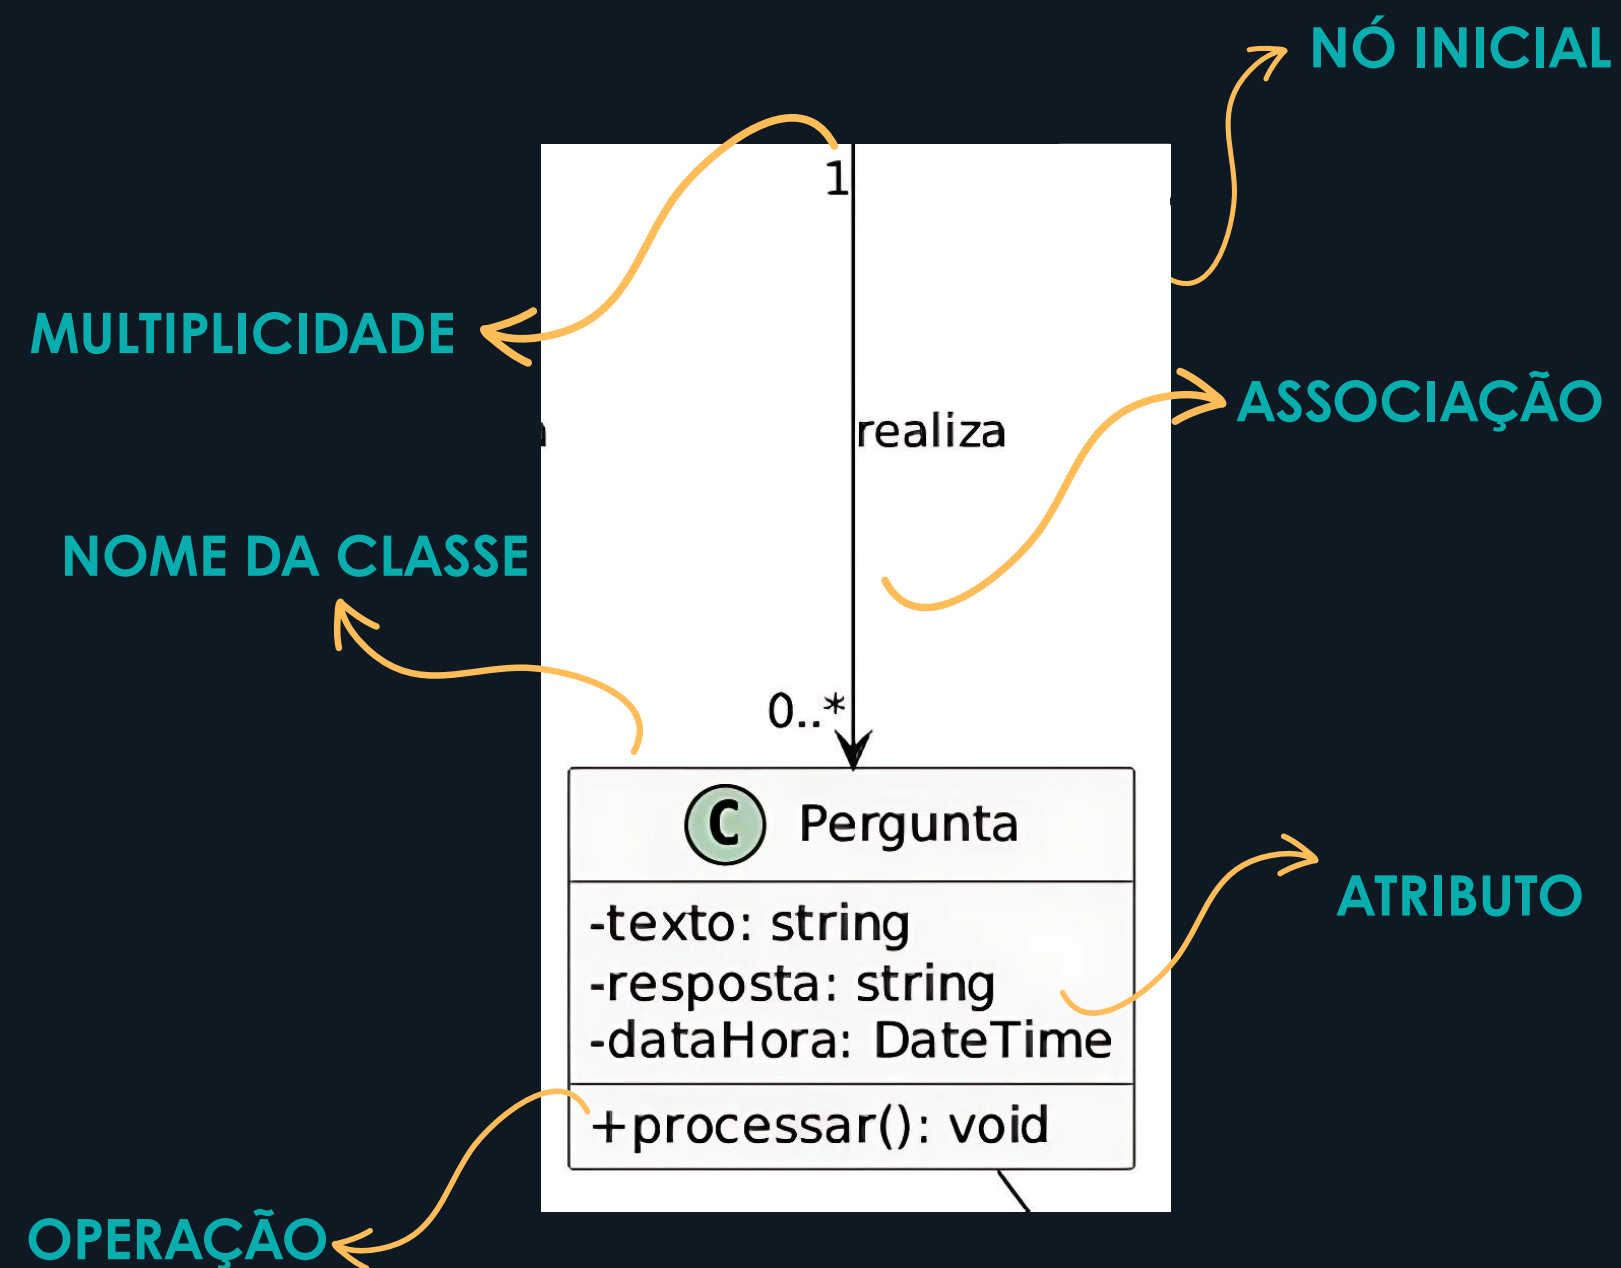 NÓ INICIAL
1
MULTIPLICIDADE
ASSOCIAÇÃO
realiza
NOME DA CLASSE
0..*
C Pergunta
ATRIBUTO
-texto: string
-resposta: string
-dataHora: DateTime
+processar(): void
OPERAÇÃO